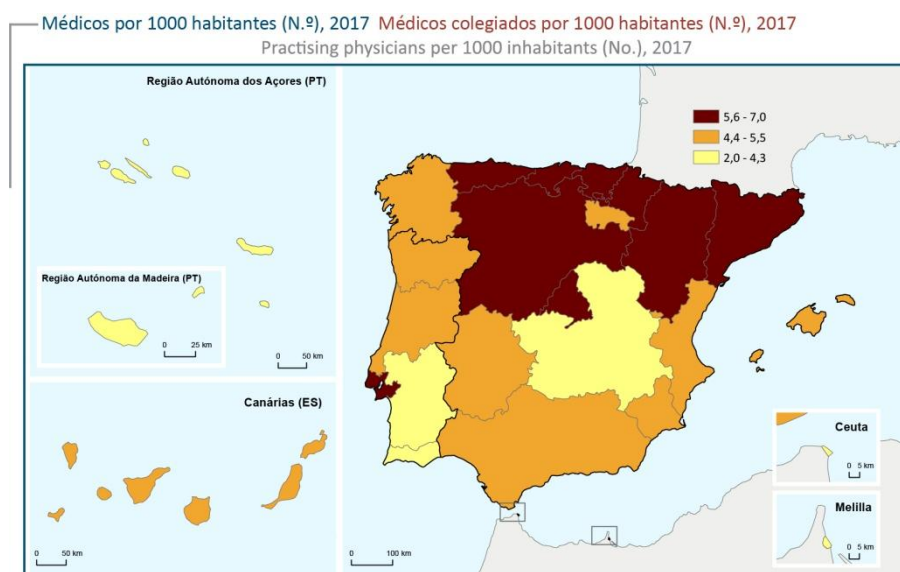 Médicos por 1000 habitantes (N.º), 2017 Médicos colegiados por 1000 habitantes (N.º), 2017
Practising physicians per 1000 inhabitants (No.), 2017
Região Autónoma dos Açores (PT)
Região Autónoma da Madeira (PT)
0 25 km
0 50 km
Canárias (ES)
0 50 km
5,6 - 7,0
4,4 - 5,5
2,0 - 4,3
0 100 km
Ceuta
0 5 km
Melilla
0 5 km